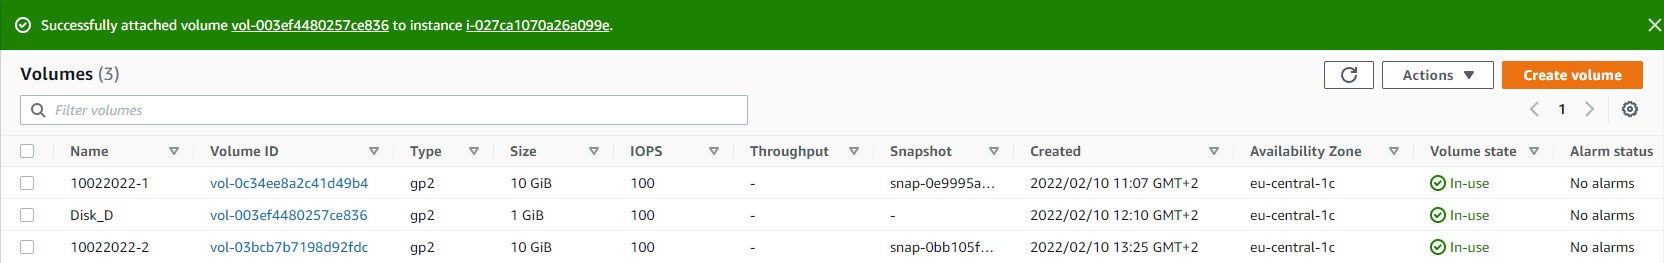 Successfully attached volume vol-003ef4480257ce836 to instance i-027ca1070a26a099e.
Volumes (3)
Actions
Create volume
Filter volumes
1
Name Volume ID Type Size IOPS Throughput Snapshot Created Availability Zone Volume state Alarm status
10022022-1 vol-0c34ee8a2c41d49b4 gp2 10 GiB 100 - snap-0e9995a... 2022/02/10 11:07 GMT+2 eu-central-1c In-use No alarms
Disk_D vol-003ef4480257ce836 gp2 1 GiB 100 - - 2022/02/10 12:10 GMT+2 eu-central-1c In-use No alarms
10022022-2 vol-03bcb7b7198d92fdc gp2 10 GiB 100 - snap-0bb105f... 2022/02/10 13:25 GMT+2 eu-central-1c In-use No alarms